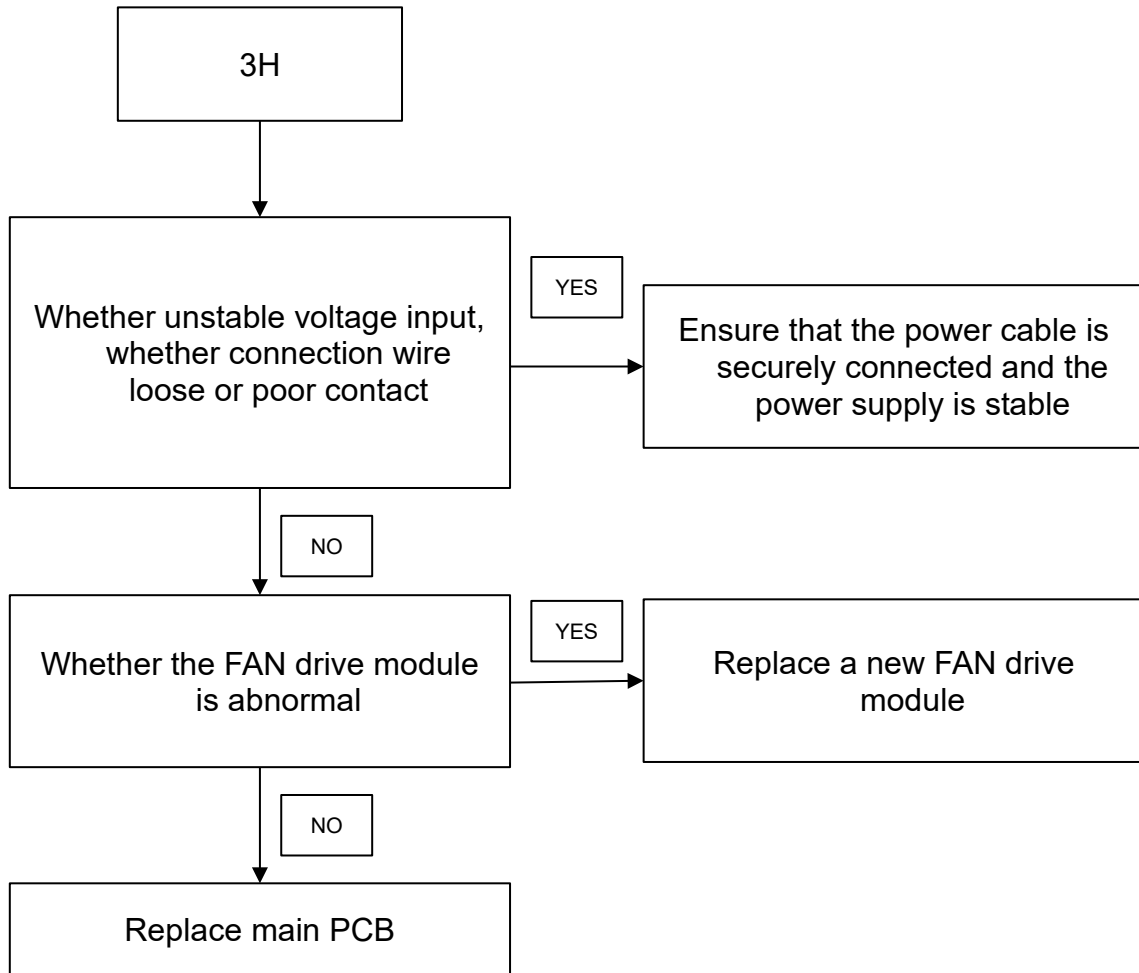 3H
Whether unstable voltage input,
whether connection wire
loose or poor contact
YES
Ensure that the power cable is
securely connected and the
power supply is stable
NO
Whether the FAN drive module
is abnormal
YES
Replace a new FAN drive
module
NO
Replace main PCB